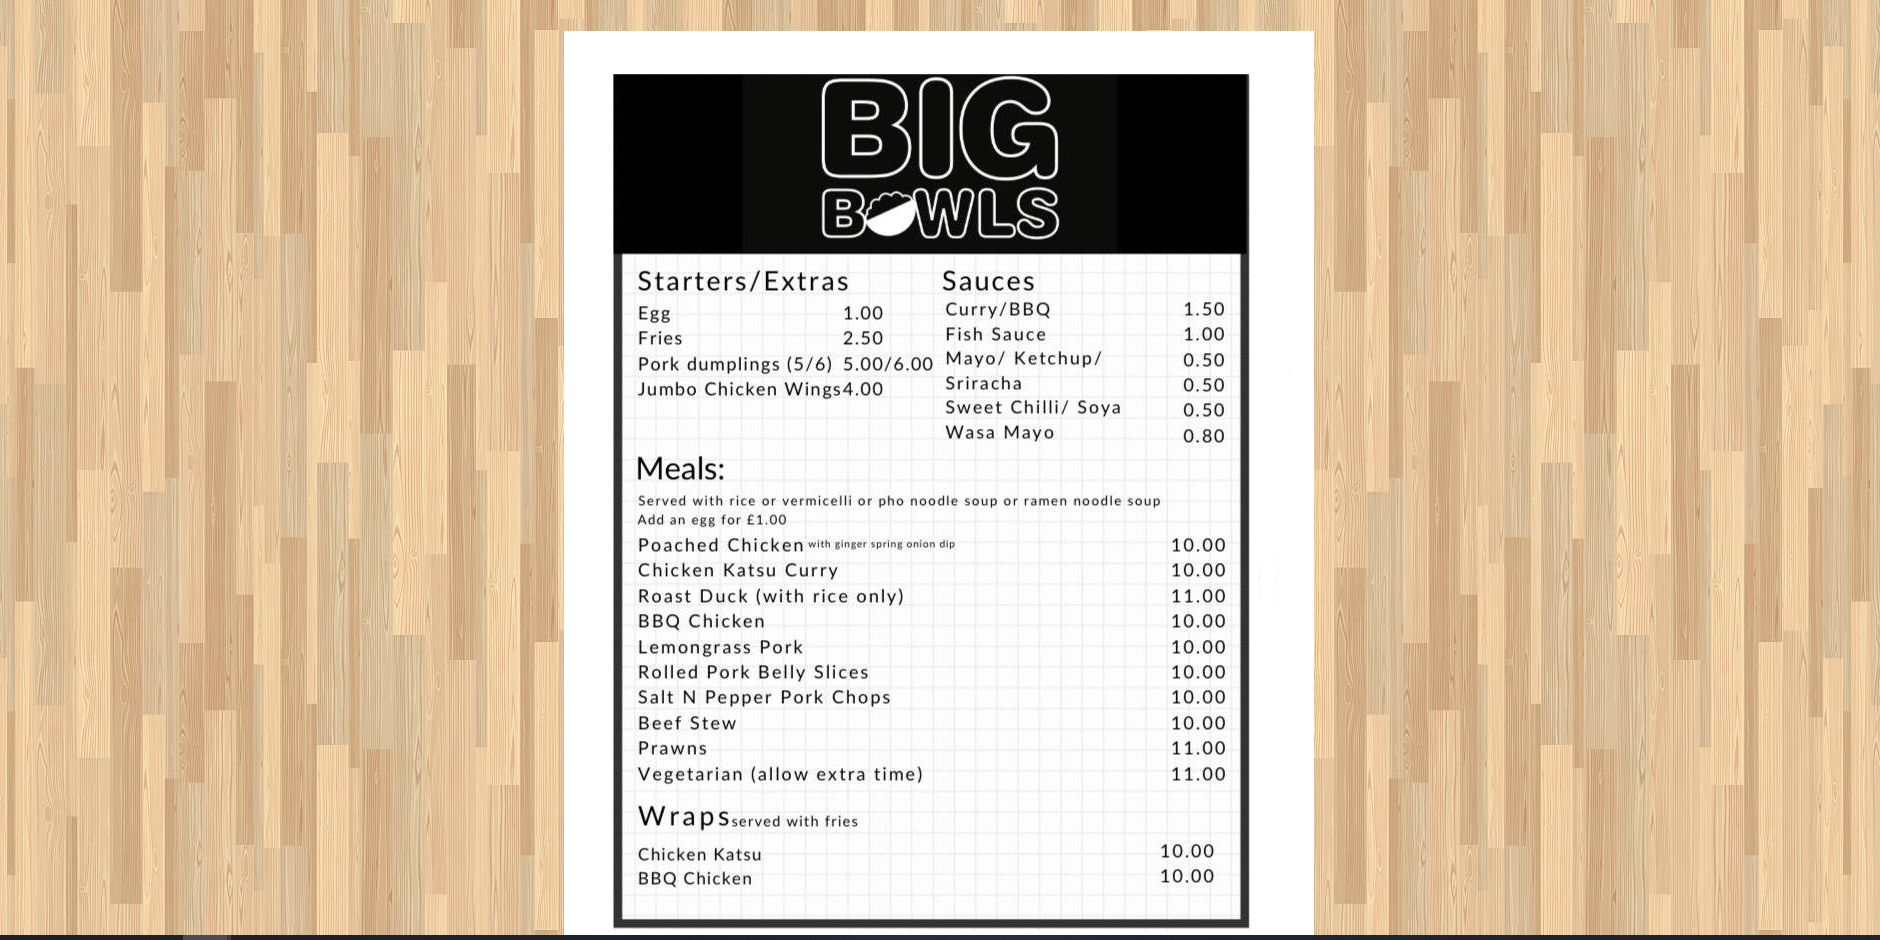 BIG
BOWLS
Starters/Extras
Egg 1.00
Fries 2.50
Pork dumplings (5/6) 5.00/6.00
Jumbo Chicken Wings 4.00
Sauces
Curry/BBQ 1.50
Fish Sauce 1.00
Mayo/ Ketchup/ 0.50
Sriracha 0.50
Sweet Chilli/ Soya 0.50
Wasa Mayo 0.80
Meals:
Served with rice or vermicelli or pho noodle soup or ramen noodle soup
Add an egg for £1.00
Poached Chicken with ginger spring onion dip 10.00
Chicken Katsu Curry 10.00
Roast Duck (with rice only) 11.00
BBQ Chicken 10.00
Lemongrass Pork 10.00
Rolled Pork Belly Slices 10.00
Salt N Pepper Pork Chops 10.00
Beef Stew 10.00
Prawns 11.00
Vegetarian (allow extra time) 11.00
Wraps served with fries
Chicken Katsu 10.00
BBQ Chicken 10.00